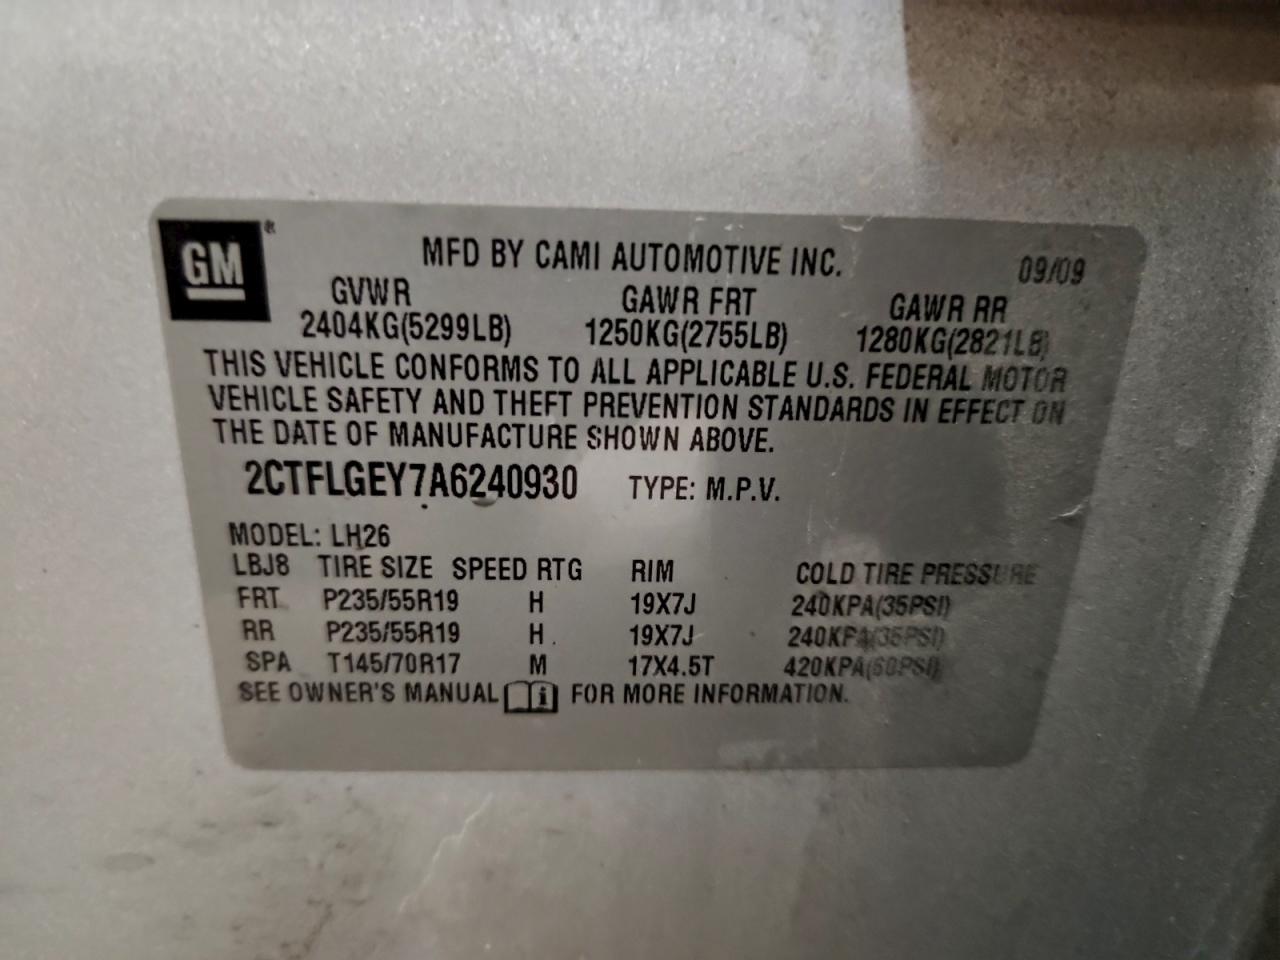 GM®
MFD BY CAMI AUTOMOTIVE INC. 09/09
GVWR GAWR FRT GAWR RR
2404KG(5299LB) 1250KG(2755LB) 1280KG(2821LB)
THIS VEHICLE CONFORMS TO ALL APPLICABLE U.S. FEDERAL MOTOR
VEHICLE SAFETY AND THEFT PREVENTION STANDARDS IN EFFECT ON
THE DATE OF MANUFACTURE SHOWN ABOVE.
2CTFLGEY7A6240930 TYPE: M.P.V.
MODEL: LH26
LBJ8 TIRE SIZE SPEED RTG RIM COLD TIRE PRESSURE
FRT P235/55R19 H 19X7J 240KPA(35PSI)
RR P235/55R19 H 19X7J 240KPA(35PSI)
SPA T145/70R17 M 17X4.5T 420KPA(60PSI)
SEE OWNER'S MANUAL i FOR MORE INFORMATION.